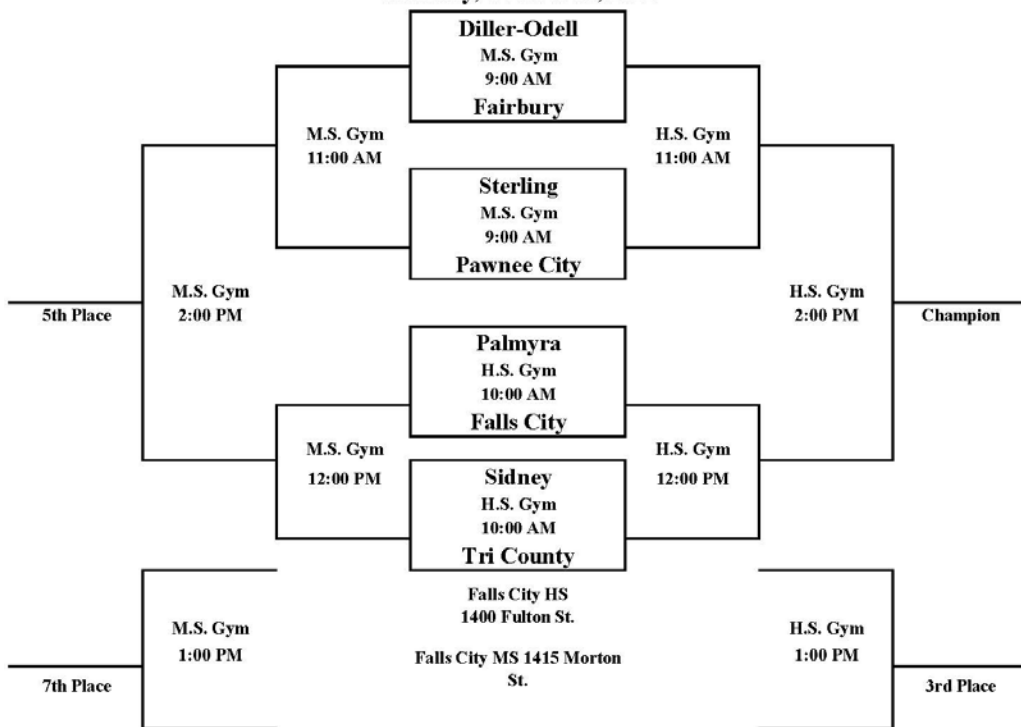 Diller-Odell
M.S. Gym
9:00 AM
Fairbury
M.S. Gym
11:00 AM
H.S. Gym
11:00 AM
Sterling
M.S. Gym
9:00 AM
Pawnee City
M.S. Gym
2:00 PM
5th Place
H.S. Gym
2:00 PM
Champion
Palmyra
H.S. Gym
10:00 AM
Falls City
M.S. Gym
12:00 PM
H.S. Gym
12:00 PM
Sidney
H.S. Gym
10:00 AM
Tri County
Falls City HS
1400 Fulton St.
Falls City MS 1415 Morton
St.
M.S. Gym
1:00 PM
7th Place
H.S. Gym
1:00 PM
3rd Place